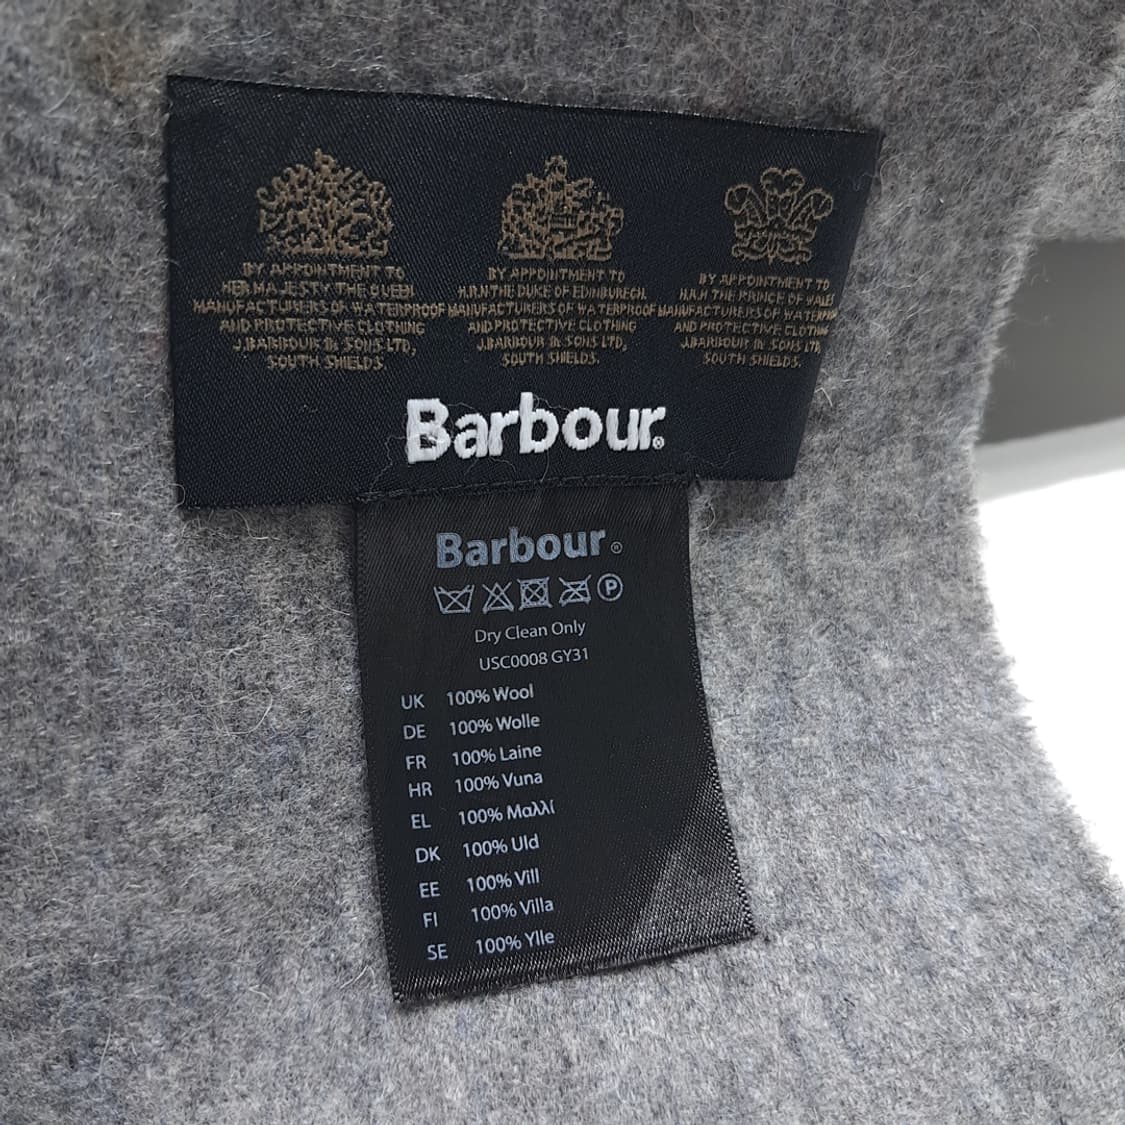 BY APPOINTMENT TO
HER MAJESTY THE QUEEN
MANUFACTURERS OF WATERPROOF
AND PROTECTIVE CLOTHING
J.BARBOUR & SONS LTD,
SOUTH SHIELDS.
BY APPOINTMENT TO
H.R.H THE DUKE OF EDINBURGH.
MANUFACTURERS OF WATERPROOF
AND PROTECTIVE CLOTHING
J.BARBOUR & SONS LTD,
SOUTH SHIELDS.
BY APPOINTMENT TO
H.R.H THE PRINCE OF WALES
MANUFACTURERS OF
AND PROTECTIVE
J.BARBOUR & SONS LTD,
SOUTH SHIELDS.
Barbour®
Barbour®
P
Dry Clean Only
USC0008 GY31
UK 100% Wool
DE 100% Wolle
FR 100% Laine
HR 100% Vuna
EL 100% Μαλλί
DK 100% Uld
EE 100% Vill
FI 100% Villa
SE 100% Ylle